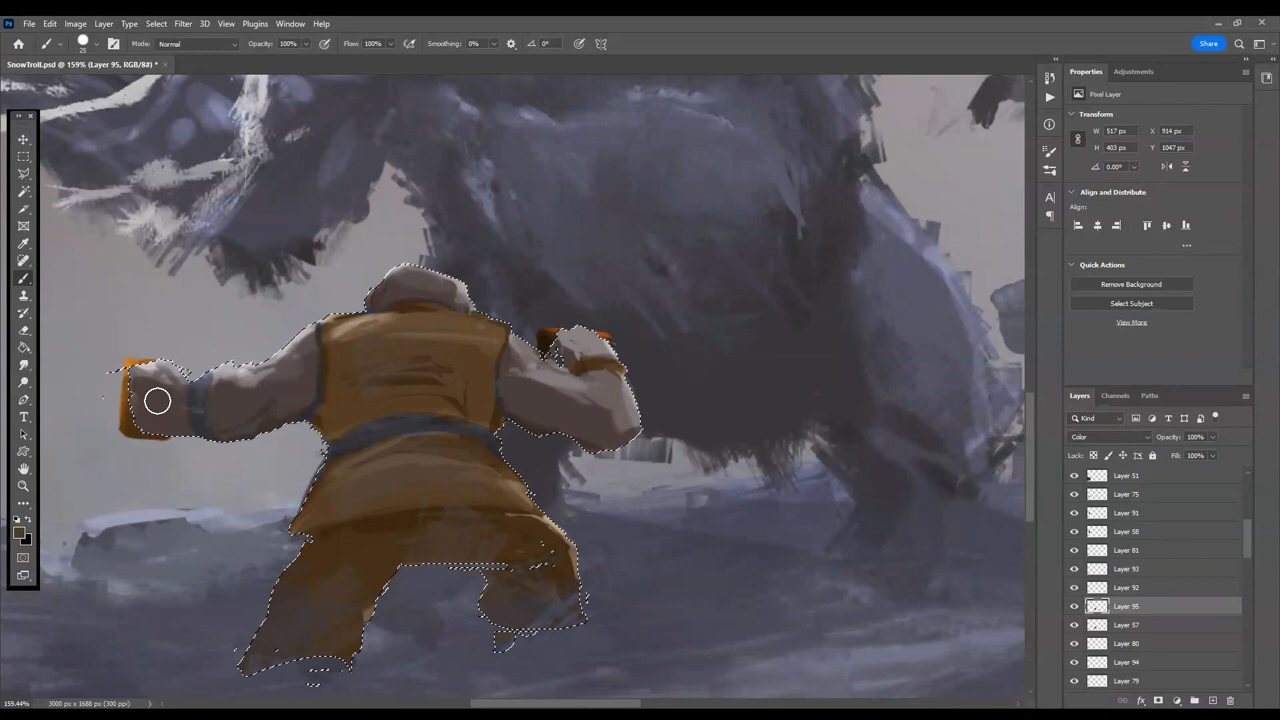 Ps File Edit Image Layer Type Select Filter 3D View Plugins Window Help
25 Mode: Normal Opacity: 100% Flow: 100% Smoothing: 0% 0° Share
SnowTroll.psd @ 159% (Layer 95, RGB/8#) * ×
Properties Adjustments
Pixel Layer
Transform
W 517 px X 914 px
H 403 px Y 1047 px
0.00°
Align and Distribute
Align:
Quick Actions
Remove Background
Select Subject
View More
Layers Channels Paths
Kind
Color Opacity: 100%
Lock: Fill: 100%
Layer 51
Layer 75
Layer 91
Layer 58
Layer 81
Layer 93
Layer 92
Layer 95
Layer 57
Layer 80
Layer 94
Layer 79
159.44% 3000 px x 1688 px (300 ppi)